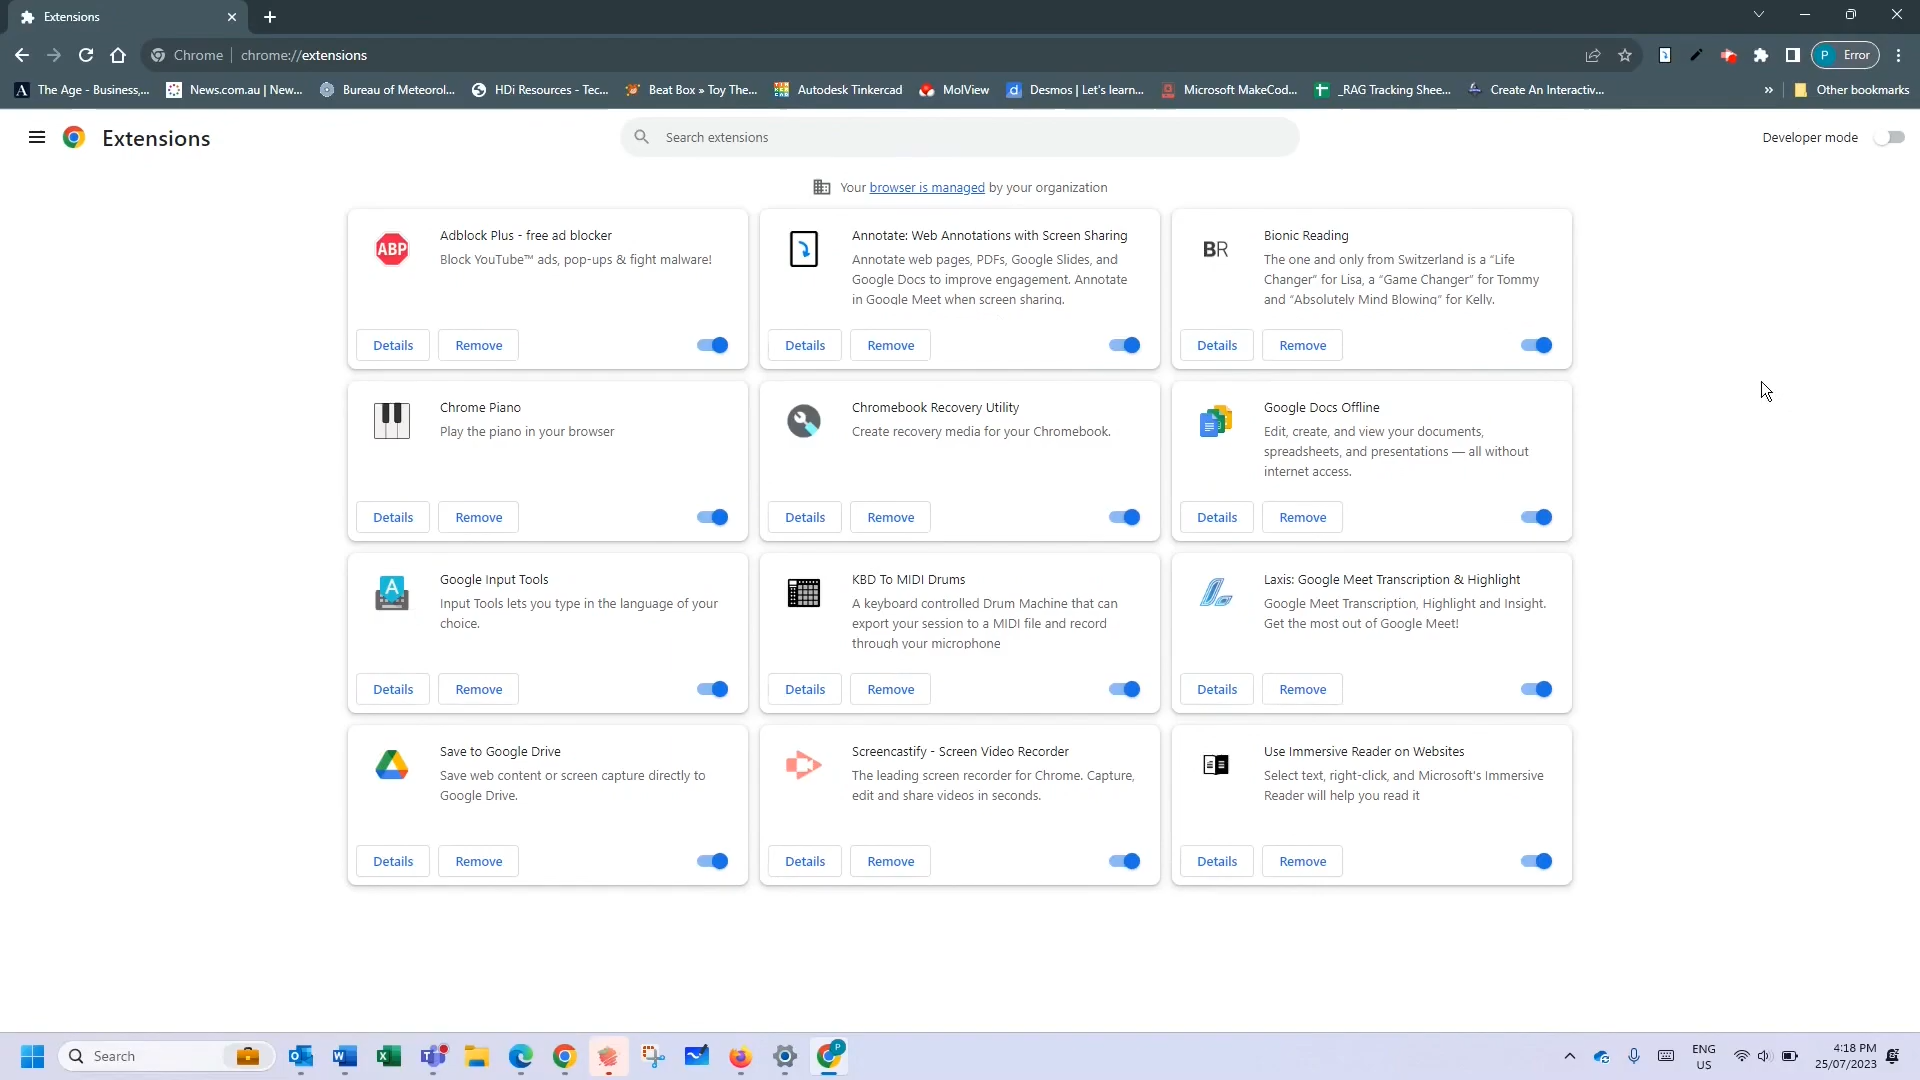 Extensions
Chrome
chrome://extensions
P Error
The Age - Business,...
News.com.au | New...
Bureau of Meteorol...
HDi Resources - Tec...
Beat Box » Toy The...
Autodesk Tinkercad
MolView
Desmos | Let's learn...
Microsoft MakeCod...
_RAG Tracking Shee...
Create An Interactiv...
»
Other bookmarks
Extensions
Search extensions
Developer mode
Your browser is managed by your organization
ABP
Adblock Plus - free ad blocker
Block YouTube™ ads, pop-ups & fight malware!
Details
Remove
Annotate: Web Annotations with Screen Sharing
Annotate web pages, PDFs, Google Slides, and
Google Docs to improve engagement. Annotate
in Google Meet when screen sharing.
Details
Remove
BR
Bionic Reading
The one and only from Switzerland is a “Life
Changer” for Lisa, a “Game Changer” for Tommy
and “Absolutely Mind Blowing” for Kelly.
Details
Remove
Chrome Piano
Play the piano in your browser
Details
Remove
Chromebook Recovery Utility
Create recovery media for your Chromebook.
Details
Remove
Google Docs Offline
Edit, create, and view your documents,
spreadsheets, and presentations — all without
internet access.
Details
Remove
A
Google Input Tools
Input Tools lets you type in the language of your
choice.
Details
Remove
KBD To MIDI Drums
A keyboard controlled Drum Machine that can
export your session to a MIDI file and record
through your microphone
Details
Remove
Laxis: Google Meet Transcription & Highlight
Google Meet Transcription, Highlight and Insight.
Get the most out of Google Meet!
Details
Remove
Save to Google Drive
Save web content or screen capture directly to
Google Drive.
Details
Remove
Screencastify - Screen Video Recorder
The leading screen recorder for Chrome. Capture,
edit and share videos in seconds.
Details
Remove
Use Immersive Reader on Websites
Select text, right-click, and Microsoft's Immersive
Reader will help you read it
Details
Remove
Search
ENG
US
4:18 PM
25/07/2023